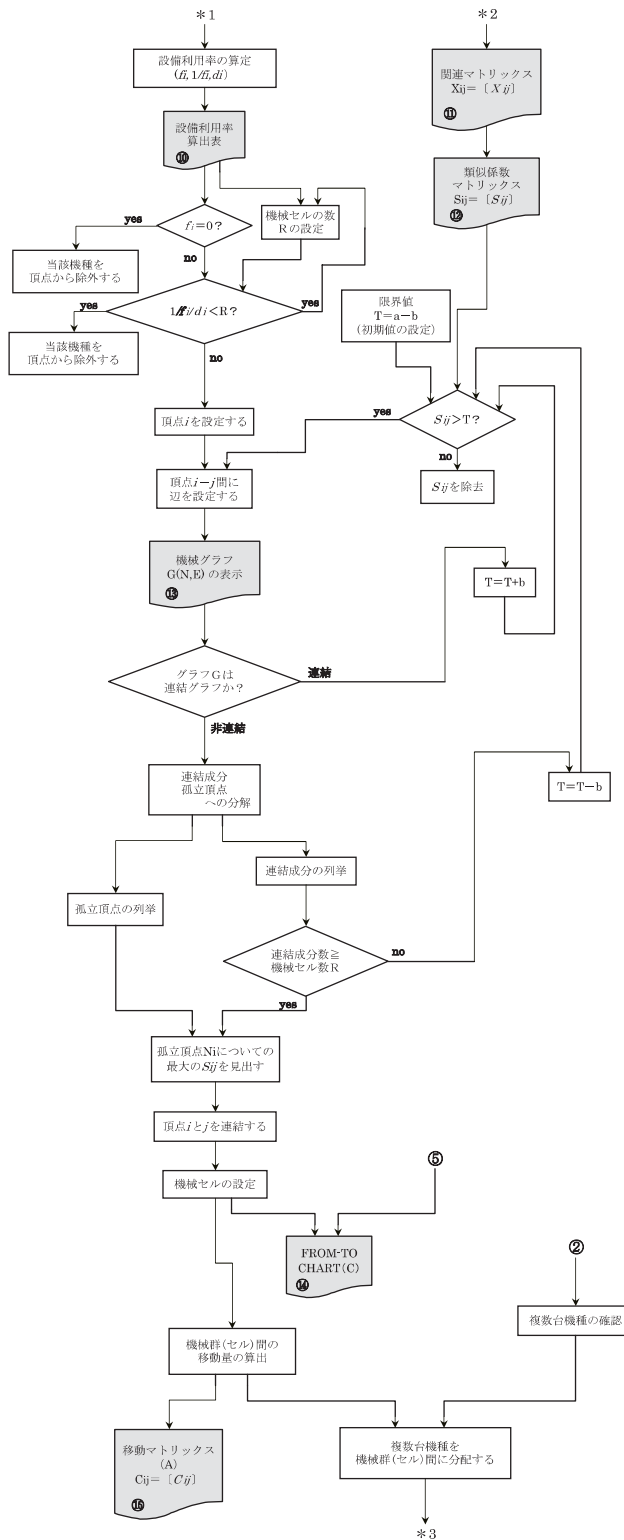 ＊1
＊2
設備利用率の算定
(fi, 1/fi,di)
関連マトリックス
Xij=〔Xij〕
⑪
設備利用率
算出表
⑩
類似係数
マトリックス
Sij=〔Sij〕
⑫
yes
fi=0？
機械セルの数
Rの設定
当該機種を
頂点から除外する
no
限界値
T=a−b
(初期値の設定)
yes
/di<R？
yes
当該機種を
頂点から除外する
no
頂点iを設定する
yes
Sij>T？
no
頂点i−j間に
辺を設定する
Sijを除去
機械グラフ
G(N,E) の表示
⑬
T=T+b
グラフGは
連結グラフか？
連結
非連結
連結成分
孤立頂点
への分解
T=T−b
連結成分の列挙
孤立頂点の列挙
連結成分数≧
機械セル数R
no
yes
孤立頂点Niについての
最大のSijを見出す
頂点iとjを連結する
機械セルの設定
⑤
FROM-TO
CHART(C)
⑭
②
複数台機種の確認
機械群(セル)間の
移動量の算出
移動マトリックス
(A)
Cij=〔Cij〕
⑮
複数台機種を
機械群(セル)間に分配する
＊3